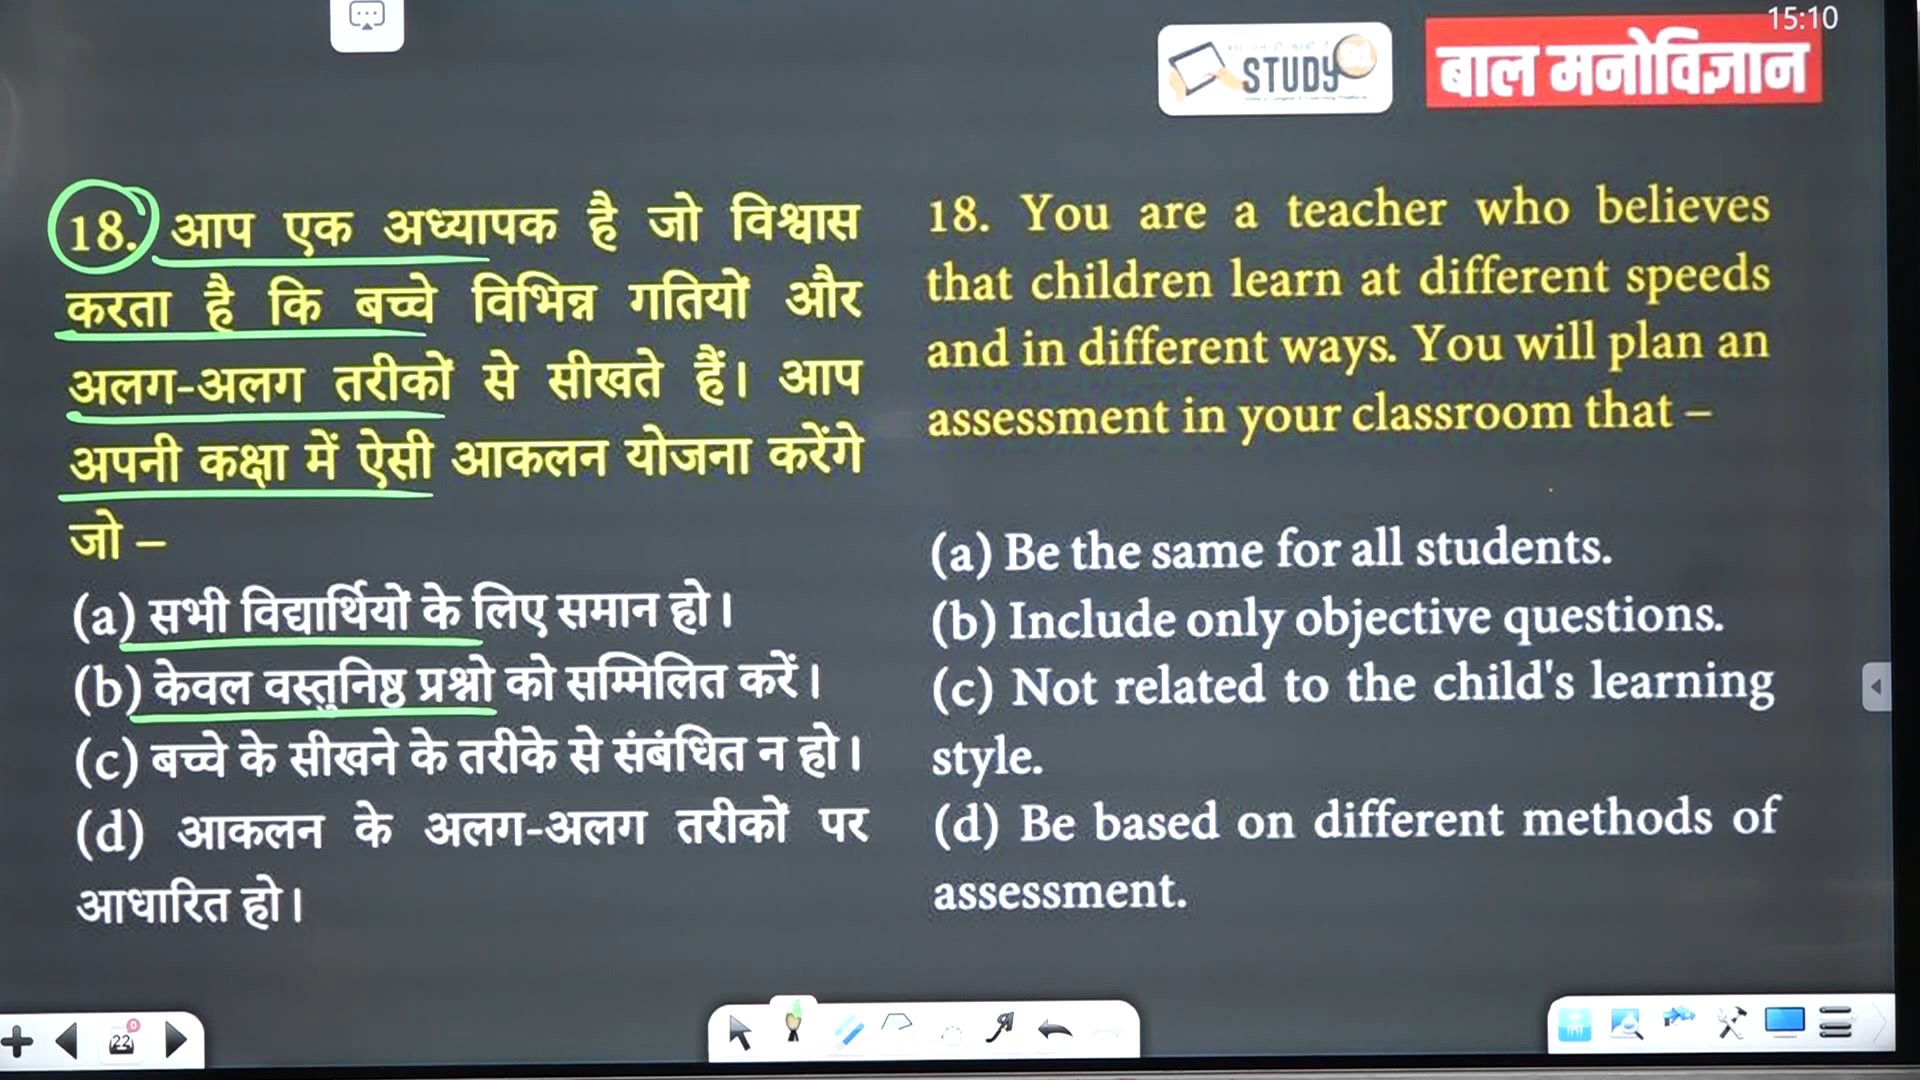 15:10
STUDY
बाल मनोविज्ञान
18. आप एक अध्यापक है जो विश्वास
करता है कि बच्चे विभिन्न गतियों और
अलग-अलग तरीकों से सीखते हैं। आप
अपनी कक्षा में ऐसी आकलन योजना करेंगे
जो –
(a) सभी विद्यार्थियों के लिए समान हो।
(b) केवल वस्तुनिष्ठ प्रश्नो को सम्मिलित करें।
(c) बच्चे के सीखने के तरीके से संबंधित न हो।
(d) आकलन के अलग-अलग तरीकों पर
आधारित हो।
18. You are a teacher who believes
that children learn at different speeds
and in different ways. You will plan an
assessment in your classroom that –
(a) Be the same for all students.
(b) Include only objective questions.
(c) Not related to the child's learning
style.
(d) Be based on different methods of
assessment.
22
0